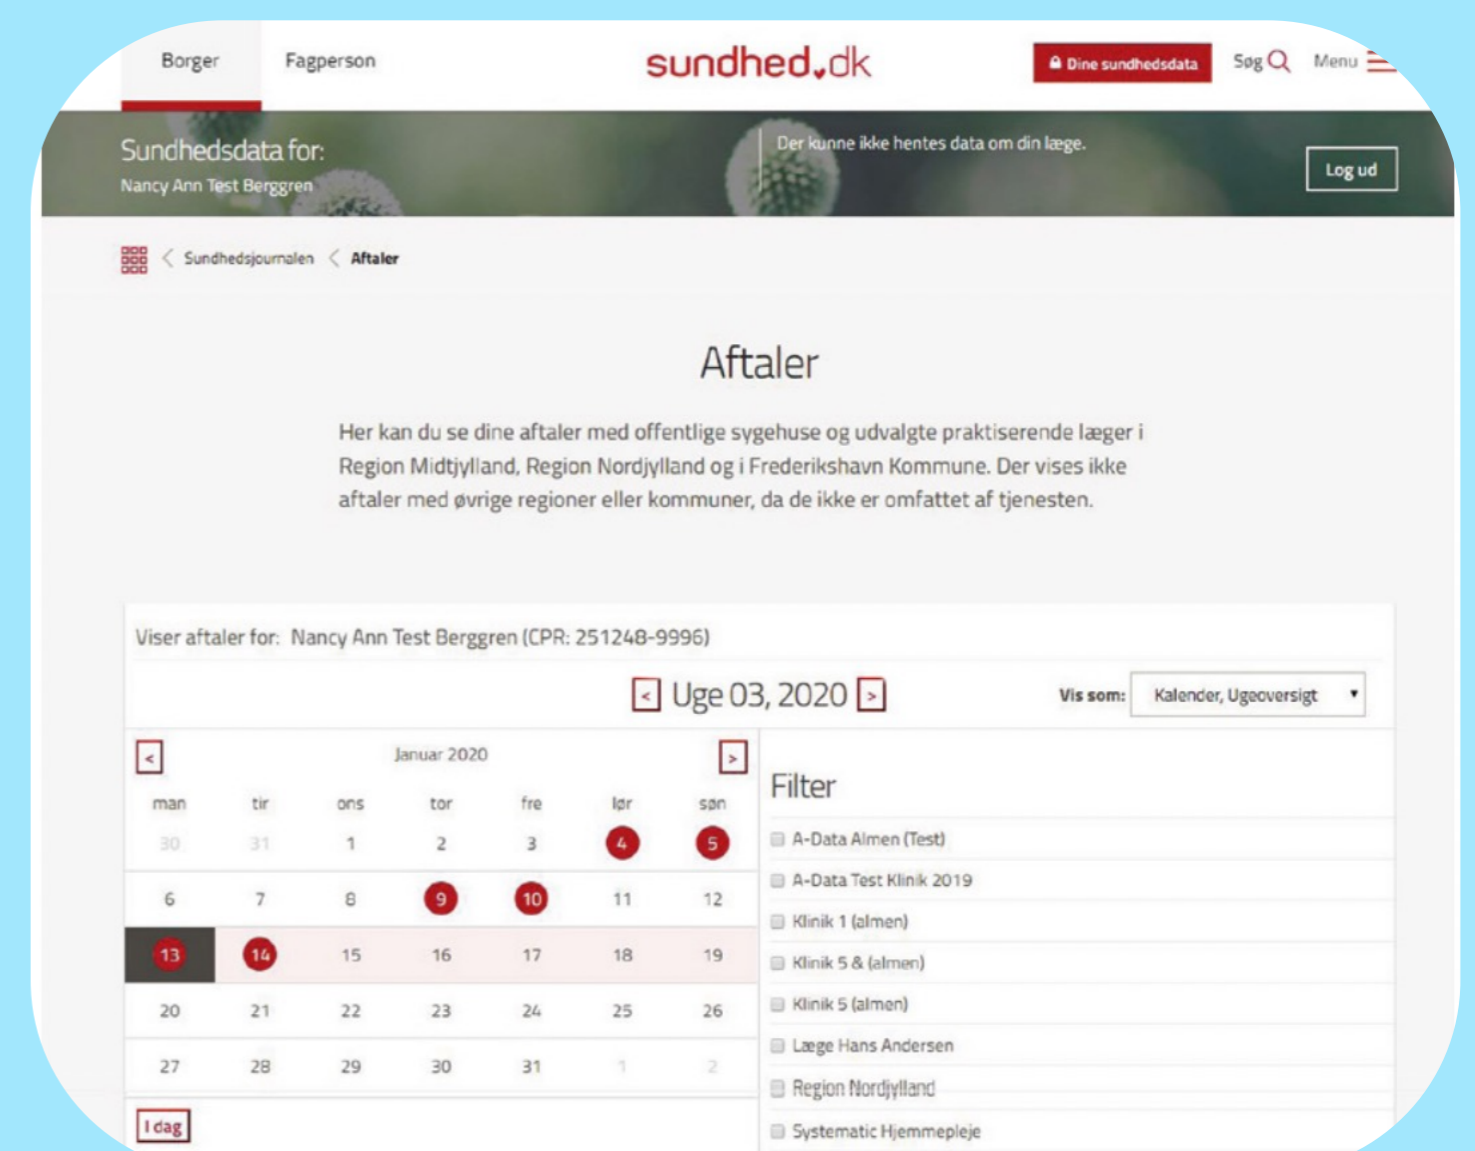 Borger Fagperson sundhed.dk Dine sundhedsdata Søg Menu
Sundhedsdata for:
Nancy Ann Test Berggren
Der kunne ikke hentes data om din læge.
Log ud
< Sundhedsjournalen < Aftaler
Aftaler
Her kan du se dine aftaler med offentlige sygehuse og udvalgte praktiserende læger i
Region Midtjylland, Region Nordjylland og i Frederikshavn Kommune. Der vises ikke
aftaler med øvrige regioner eller kommuner, da de ikke er omfattet af tjenesten.
Viser aftaler for: Nancy Ann Test Berggren (CPR: 251248-9996)
< Uge 03, 2020 > Vis som: Kalender, Ugeoversigt
< Januar 2020 >
man tir ons tor fre lør søn
30 31 1 2 3 4 5
6 7 8 9 10 11 12
13 14 15 16 17 18 19
20 21 22 23 24 25 26
27 28 29 30 31 1 2
I dag
Filter
A-Data Almen (Test)
A-Data Test Klinik 2019
Klinik 1 (almen)
Klinik 5 & (almen)
Klinik 5 (almen)
Læge Hans Andersen
Region Nordjylland
Systematic Hjemmepleje